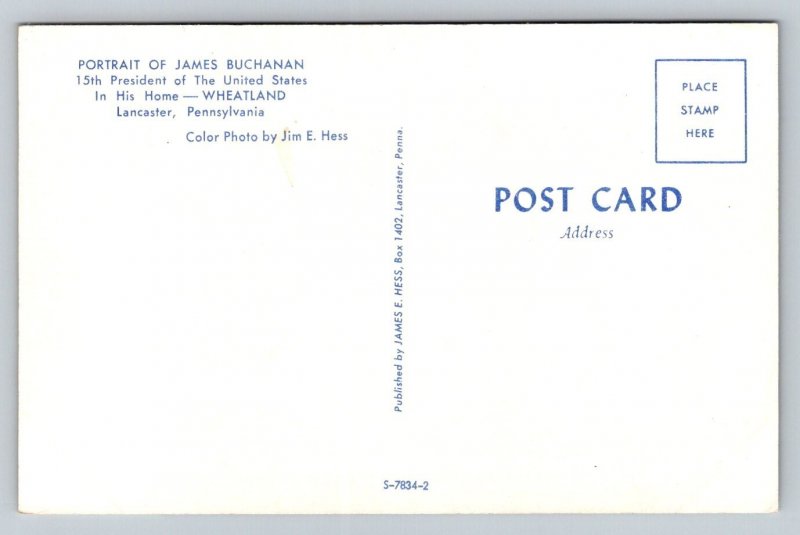 PORTRAIT OF JAMES BUCHANAN
15th President of The United States
In His Home — WHEATLAND
Lancaster, Pennsylvania
Color Photo by Jim E. Hess
Published by JAMES E. HESS, Box 1402, Lancaster, Penna.
PLACE
STAMP
HERE
POST CARD
Address
S-7834-2